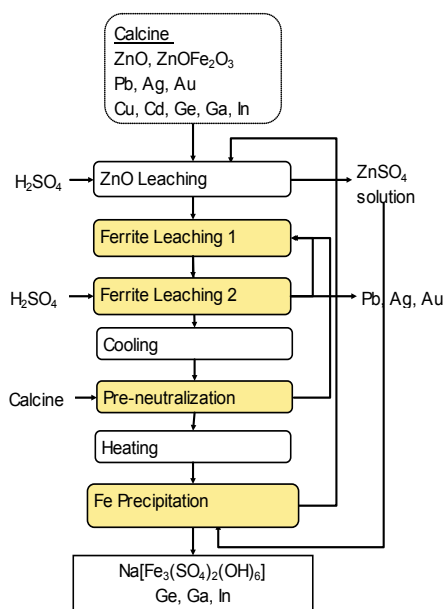 Calcine
ZnO, ZnOFe₂O₃
Pb, Ag, Au
Cu, Cd, Ge, Ga, In
H₂SO₄
ZnO Leaching
ZnSO₄
solution
Ferrite Leaching 1
H₂SO₄
Ferrite Leaching 2
Pb, Ag, Au
Cooling
Calcine
Pre-neutralization
Heating
Fe Precipitation
Na[Fe₃(SO₄)₂(OH)₆]
Ge, Ga, In